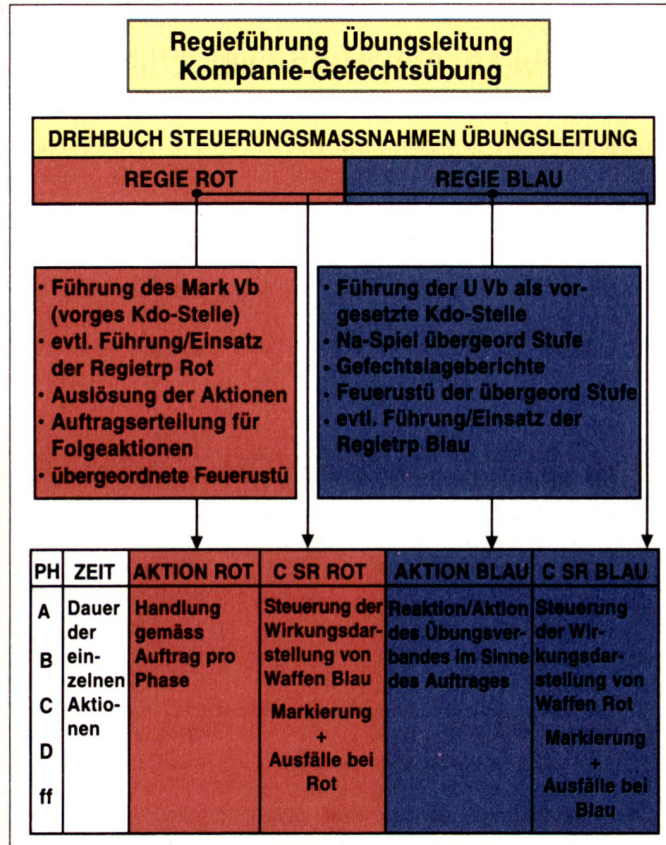 Regieführung Übungsleitung
Kompanie-Gefechtsübung
DREHBUCH STEUERUNGSMASSNAHMEN ÜBUNGSLEITUNG
REGIE ROT
REGIE BLAU
· Führung des Mark Vb
(vorges Kdo-Stelle)
· evtl. Führung/Einsatz
der Regietrp Rot
· Auslösung der Aktionen
· Auftragserteilung für
Folgeaktionen
· übergeordnete Feuerustü
· Führung der U Vb als vor-
gesetzte Kdo-Stelle
· Na-Spiel übergeord Stufe
· Gefechtslageberichte
· Feuerustü der übergeord Stufe
· evtl. Führung/Einsatz der
Regietrp Blau
PH
A
B
C
D
ff
ZEIT
Dauer
der
ein-
zelnen
Aktio-
nen
AKTION ROT
Handlung
gemäss
Auftrag pro
Phase
C SR ROT
Steuerung der
Wirkungsdar-
stellung von
Waffen Blau
Markierung
+
Ausfälle bei
Rot
AKTION BLAU
Reaktion/Aktion
des Übungsver-
bandes im Sinne
des Auftrages
C SR BLAU
Steuerung
der Wir-
kungsdar-
stellung von
Waffen Rot
Markierung
+
Ausfälle bei
Blau